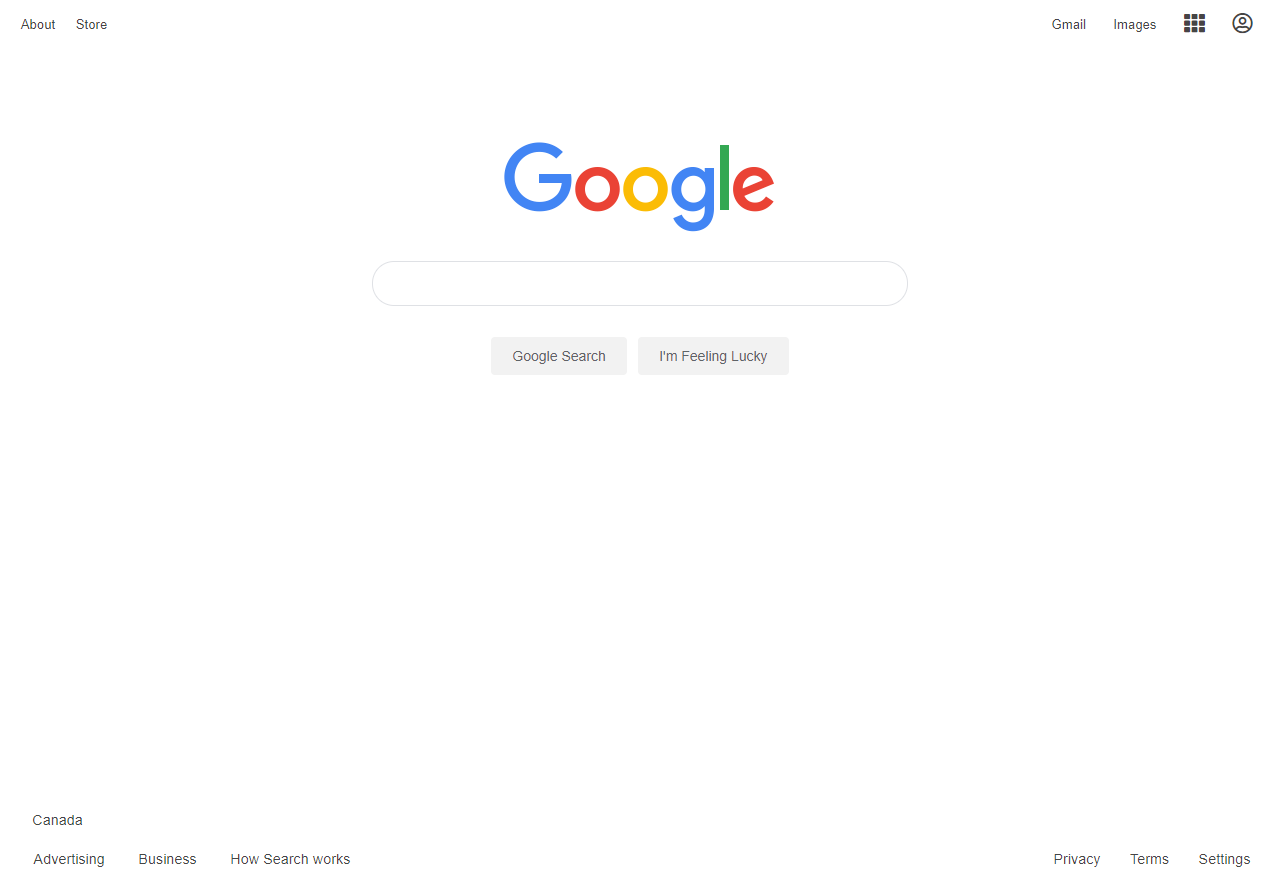 About Store Gmail Images
Google
Google Search I'm Feeling Lucky
Canada
Advertising Business How Search works Privacy Terms Settings